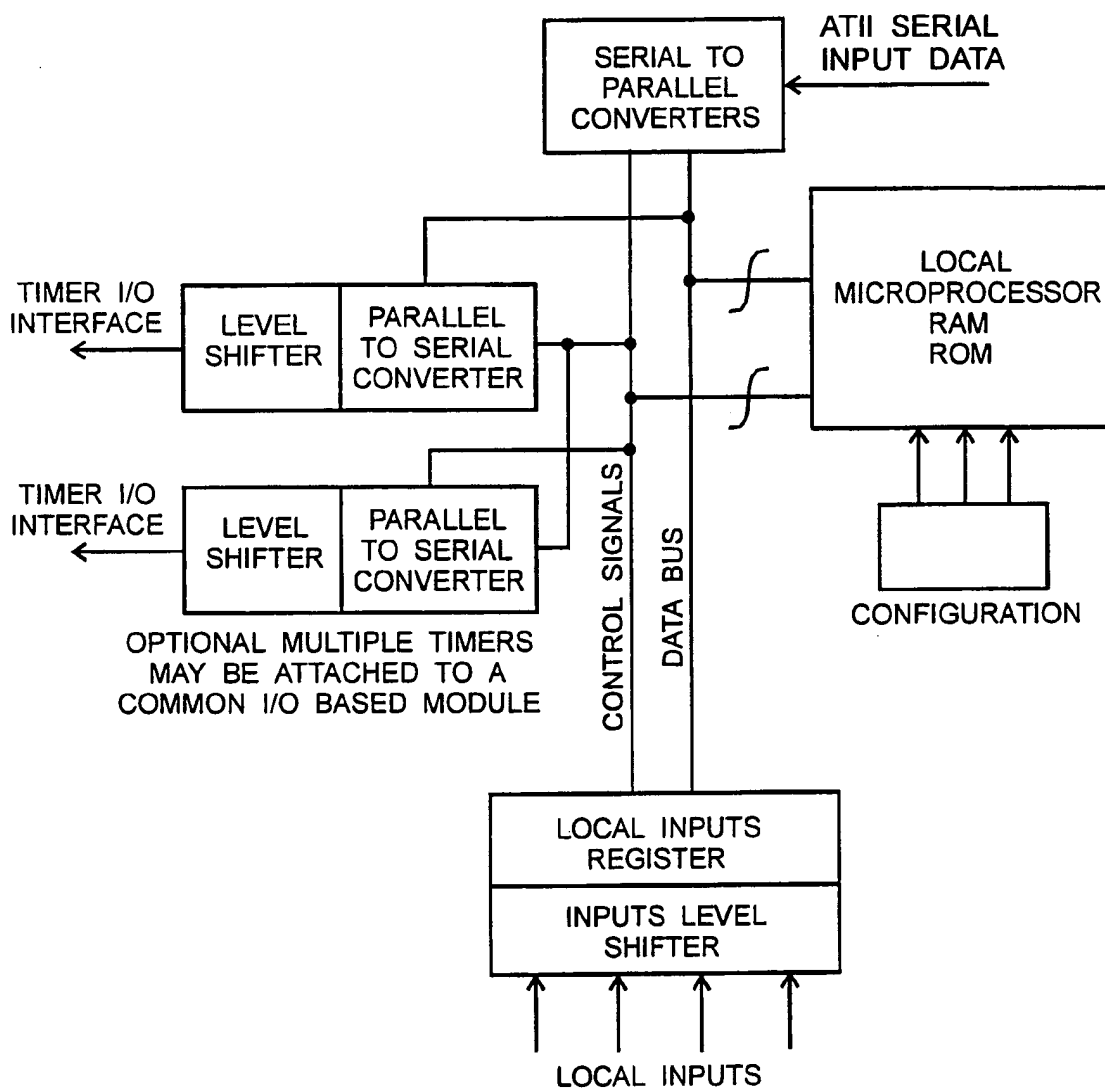 ATII SERIAL
INPUT DATA
SERIAL TO
PARALLEL
CONVERTERS
LOCAL
MICROPROCESSOR
RAM
ROM
TIMER I/O
INTERFACE
LEVEL
SHIFTER
PARALLEL
TO SERIAL
CONVERTER
TIMER I/O
INTERFACE
LEVEL
SHIFTER
PARALLEL
TO SERIAL
CONVERTER
CONTROL SIGNALS
DATA BUS
CONFIGURATION
OPTIONAL MULTIPLE TIMERS
MAY BE ATTACHED TO A
COMMON I/O BASED MODULE
LOCAL INPUTS
REGISTER
INPUTS LEVEL
SHIFTER
LOCAL INPUTS